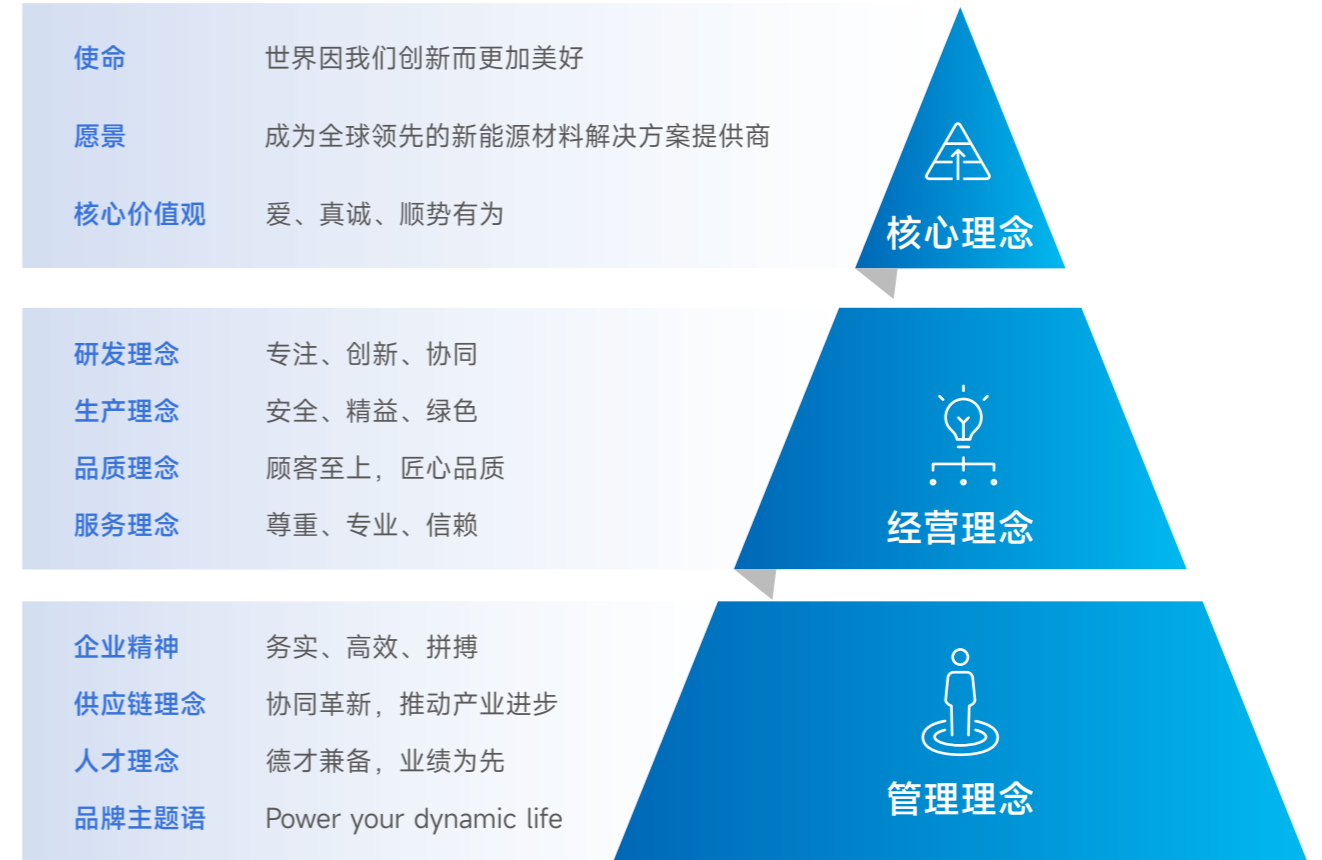 使命 世界因我们创新而更加美好
愿景 成为全球领先的新能源材料解决方案提供商
核心价值观 爱、真诚、顺势有为
核心理念
研发理念 专注、创新、协同
生产理念 安全、精益、绿色
品质理念 顾客至上，匠心品质
服务理念 尊重、专业、信赖
经营理念
企业精神 务实、高效、拼搏
供应链理念 协同革新，推动产业进步
人才理念 德才兼备，业绩为先
品牌主题语 Power your dynamic life
管理理念